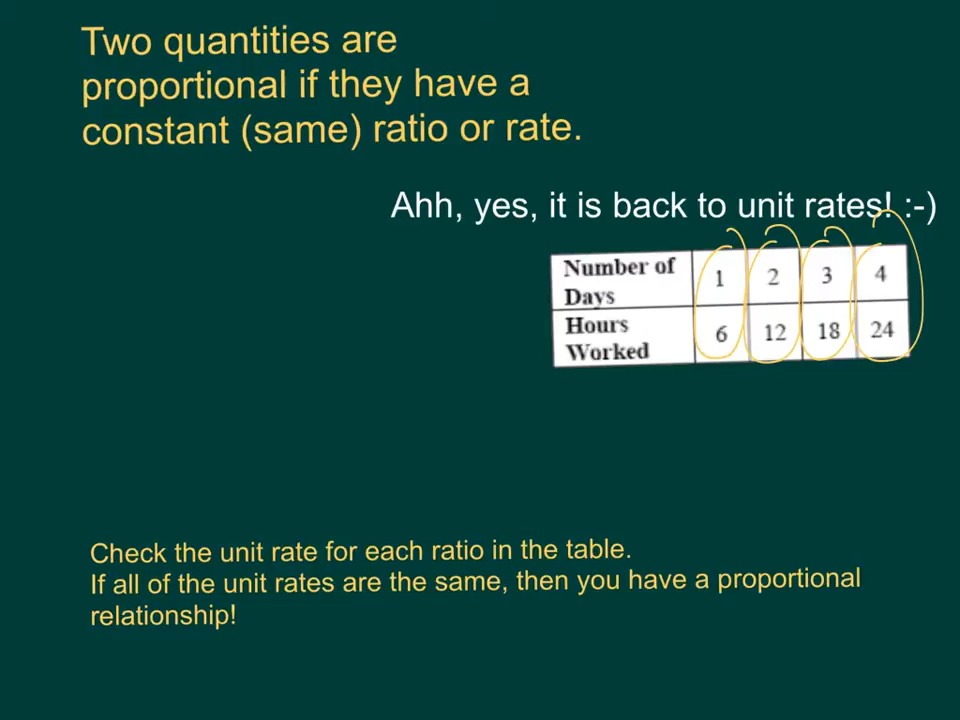 Two quantities are
proportional if they have a
constant (same) ratio or rate.
Ahh, yes, it is back to unit rates! :-)
Number of Days 1 2 3 4
Hours Worked 6 12 18 24
Check the unit rate for each ratio in the table.
If all of the unit rates are the same, then you have a proportional
relationship!